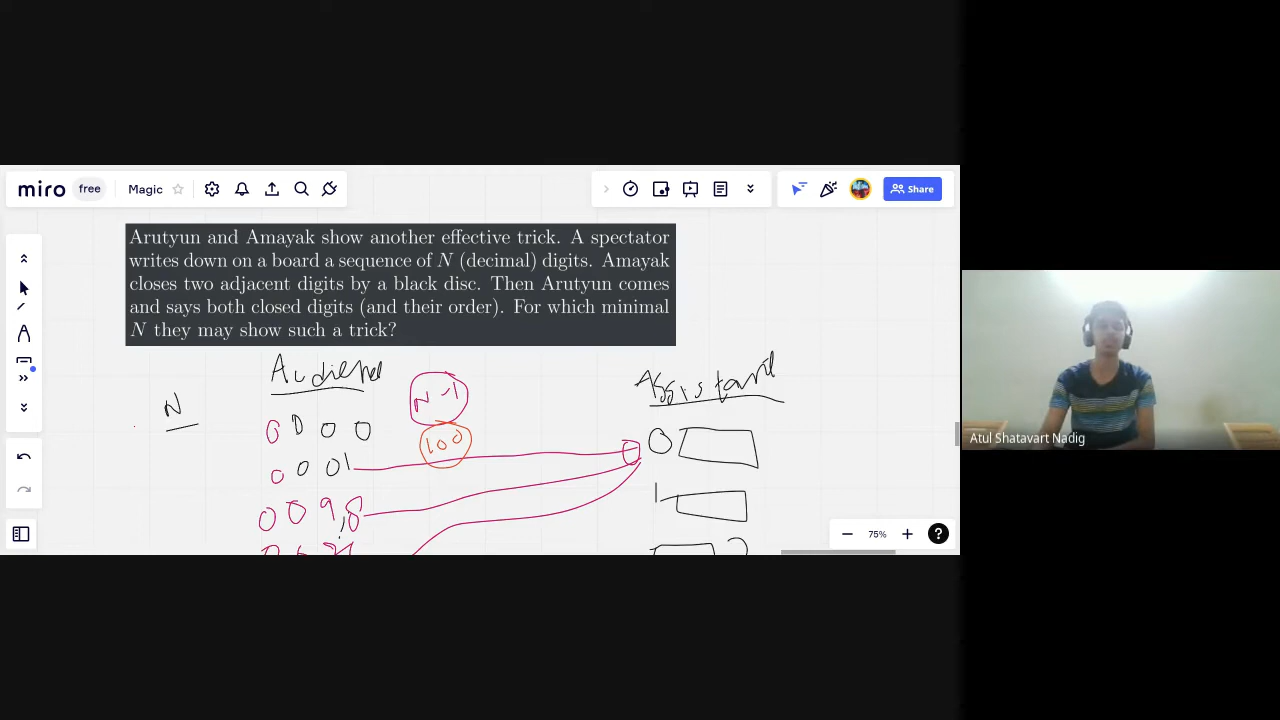 miro free Magic Share
Arutyun and Amayak show another effective trick. A spectator
writes down on a board a sequence of N (decimal) digits. Amayak
closes two adjacent digits by a black disc. Then Arutyun comes
and says both closed digits (and their order). For which minimal
N they may show such a trick?
Audience
Assistant
N
N-1
100
0 0 0 0
0 0 0 1
0 0 9 8
0
1
75%
Atul Shatavart Nadig